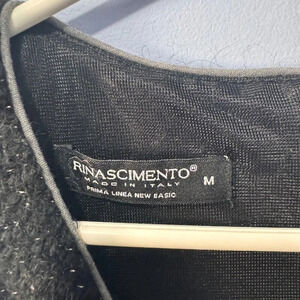 RINASCIMENTO®
MADE IN ITALY
PRIMA LINEA NEW BASIC
M